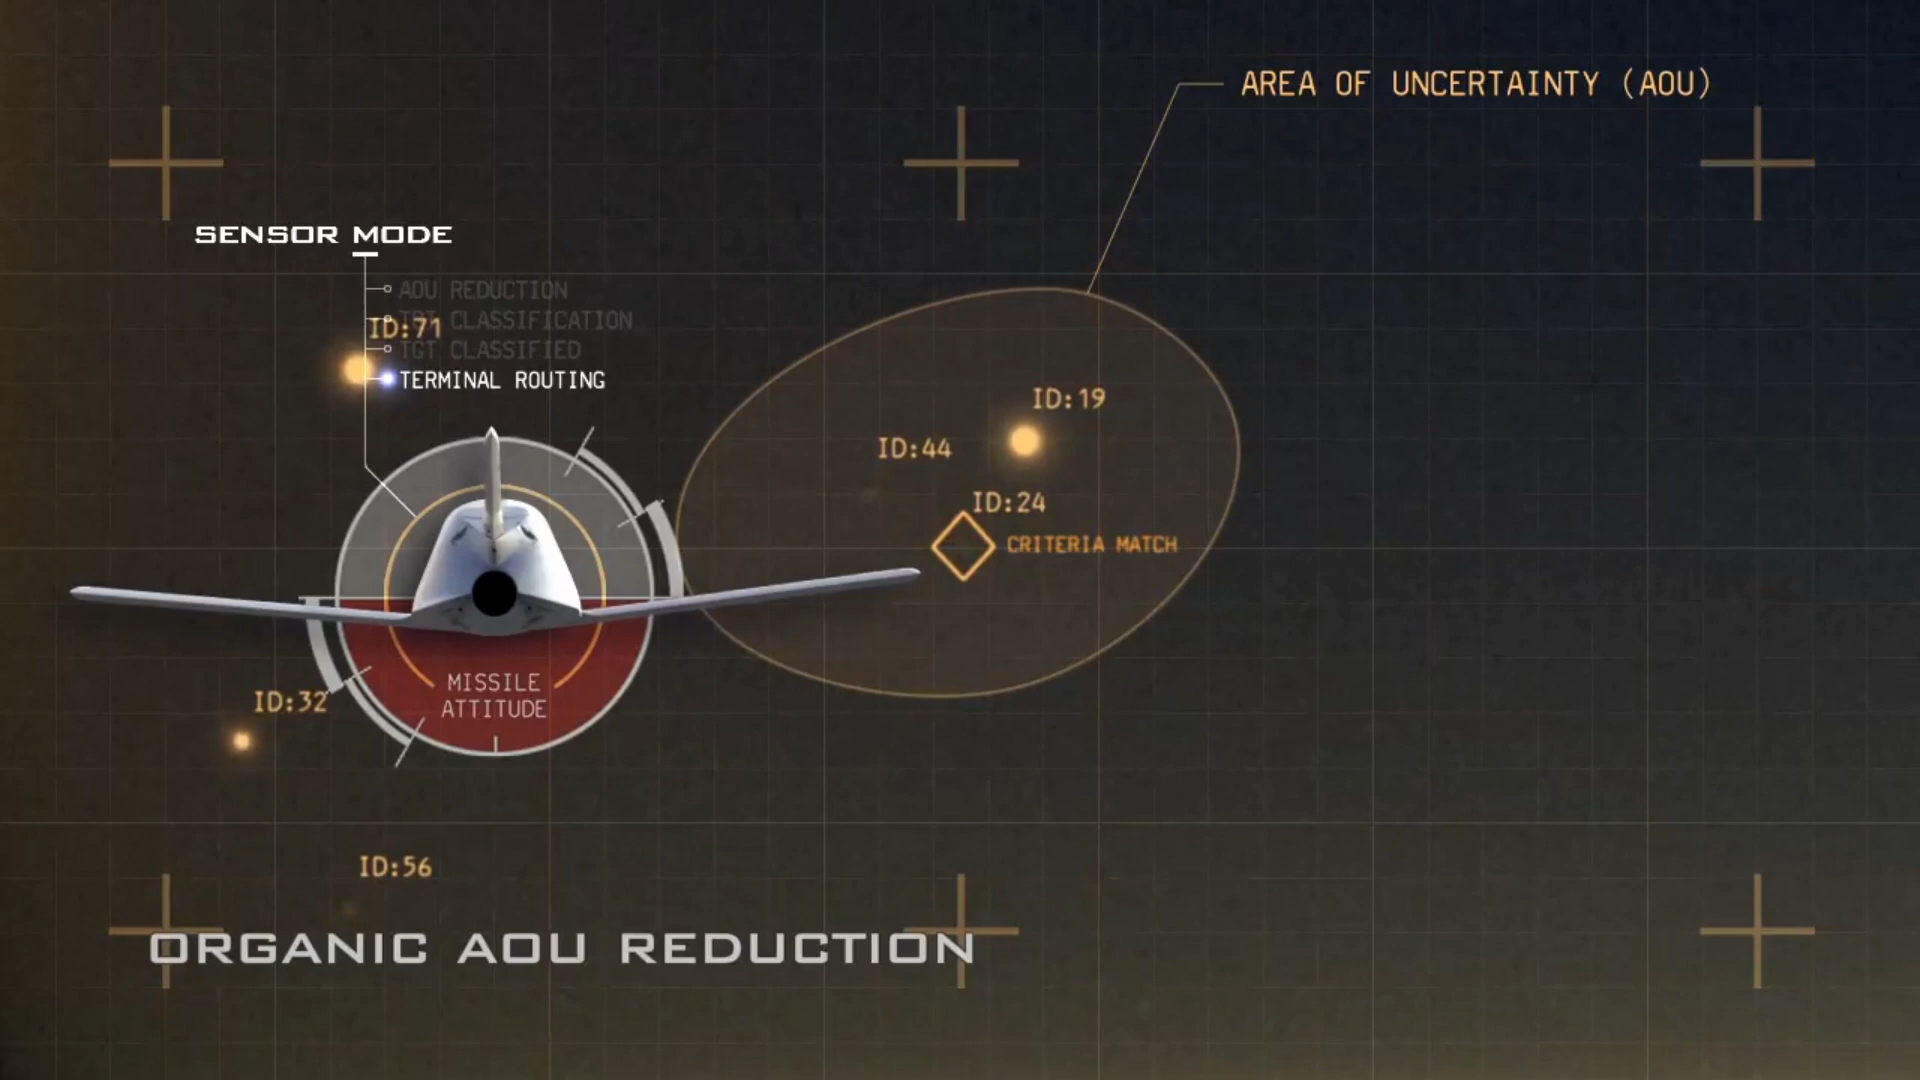 AREA OF UNCERTAINTY (AOU)
SENSOR MODE
AOU REDUCTION
TGT CLASSIFICATION
ID:71
TGT CLASSIFIED
TERMINAL ROUTING
ID:19
ID:44
ID:24
CRITERIA MATCH
MISSILE
ATTITUDE
ID:32
ID:56
ORGANIC AOU REDUCTION